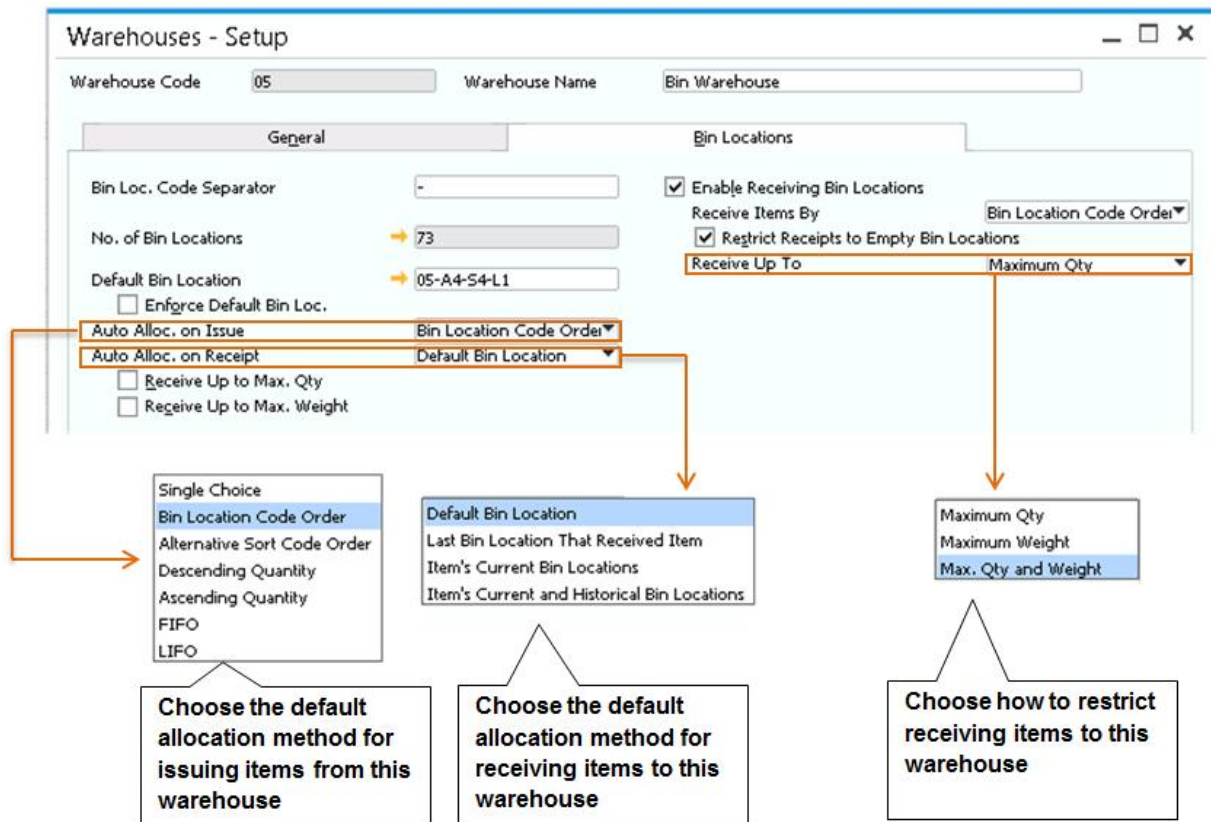 Warehouses - Setup
Warehouse Code 05 Warehouse Name Bin Warehouse
General Bin Locations
Bin Loc. Code Separator -
No. of Bin Locations 73
Default Bin Location 05-A4-S4-L1
Enforce Default Bin Loc.
Auto Alloc. on Issue Bin Location Code Order
Auto Alloc. on Receipt Default Bin Location
Receive Up to Max. Qty
Receive Up to Max. Weight
Enable Receiving Bin Locations
Receive Items By Bin Location Code Order
Restrict Receipts to Empty Bin Locations
Receive Up To Maximum Qty
Single Choice
Bin Location Code Order
Alternative Sort Code Order
Descending Quantity
Ascending Quantity
FIFO
LIFO
Default Bin Location
Last Bin Location That Received Item
Item's Current Bin Locations
Item's Current and Historical Bin Locations
Maximum Qty
Maximum Weight
Max. Qty and Weight
Choose the default
allocation method for
issuing items from this
warehouse
Choose the default
allocation method for
receiving items to this
warehouse
Choose how to restrict
receiving items to this
warehouse